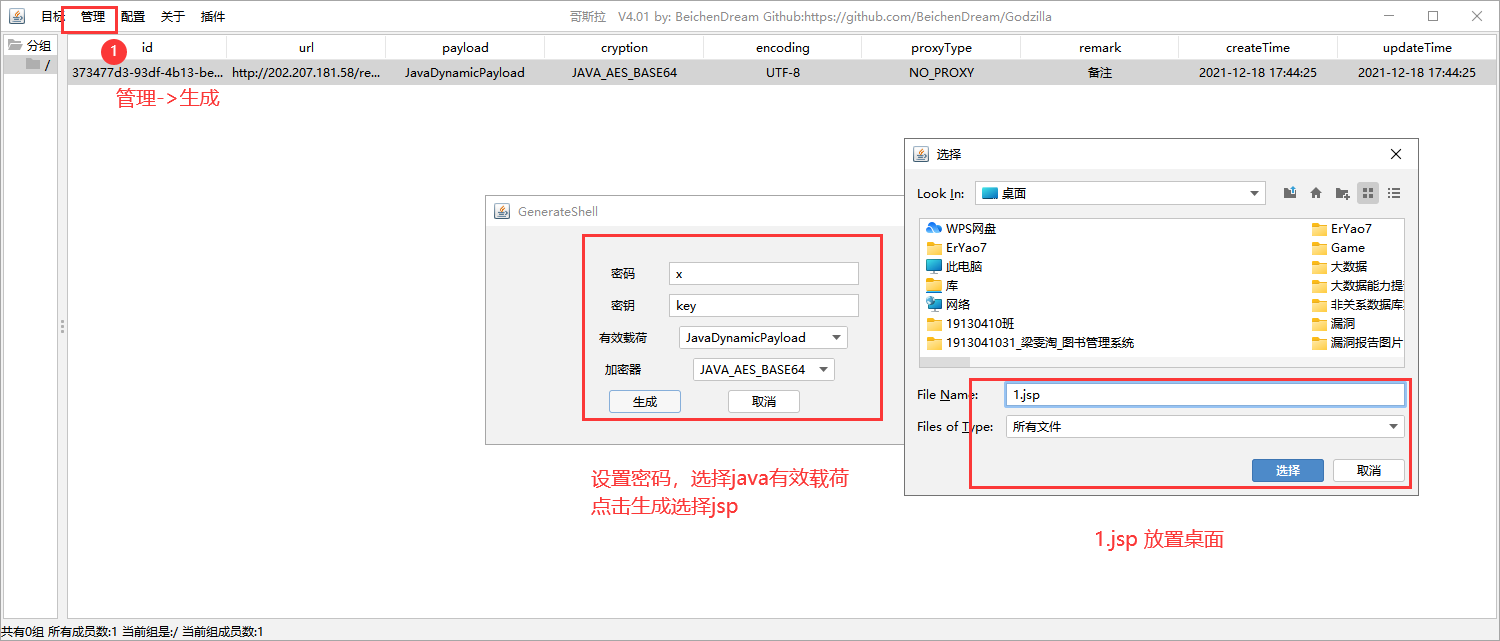 目标 管理 配置 关于 插件
哥斯拉 V4.01 by: BeichenDream Github:https://github.com/BeichenDream/Godzilla
分组
/
1
id url payload cryption encoding proxyType remark createTime updateTime
373477d3-93df-4b13-be... http://202.207.181.58/re... JavaDynamicPayload JAVA_AES_BASE64 UTF-8 NO_PROXY 备注 2021-12-18 17:44:25 2021-12-18 17:44:25
管理->生成
GenerateShell
密码 x
密钥 key
有效载荷 JavaDynamicPayload
加密器 JAVA_AES_BASE64
生成 取消
设置密码，选择java有效载荷
点击生成选择jsp
选择
Look In: 桌面
WPS网盘 ErYao7
ErYao7 Game
此电脑 大数据
库 大数据能力提
网络 非关系数据库
19130410班 漏洞
1913041031_梁雯淘_图书管理系统 漏洞报告图片
File Name: 1.jsp
Files of Type: 所有文件
选择 取消
1.jsp 放置桌面
共有0组 所有成员数:1 当前组是:/ 当前组成员数:1